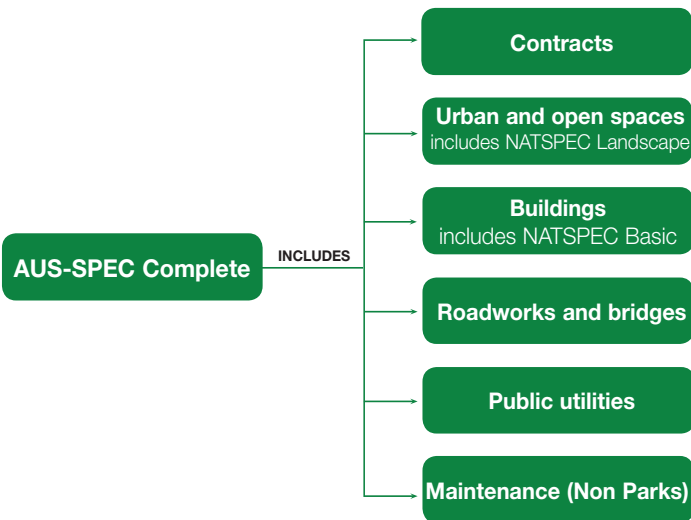 Contracts
Urban and open spaces
includes NATSPEC Landscape
Buildings
includes NATSPEC Basic
AUS-SPEC Complete
INCLUDES
Roadworks and bridges
Public utilities
Maintenance (Non Parks)